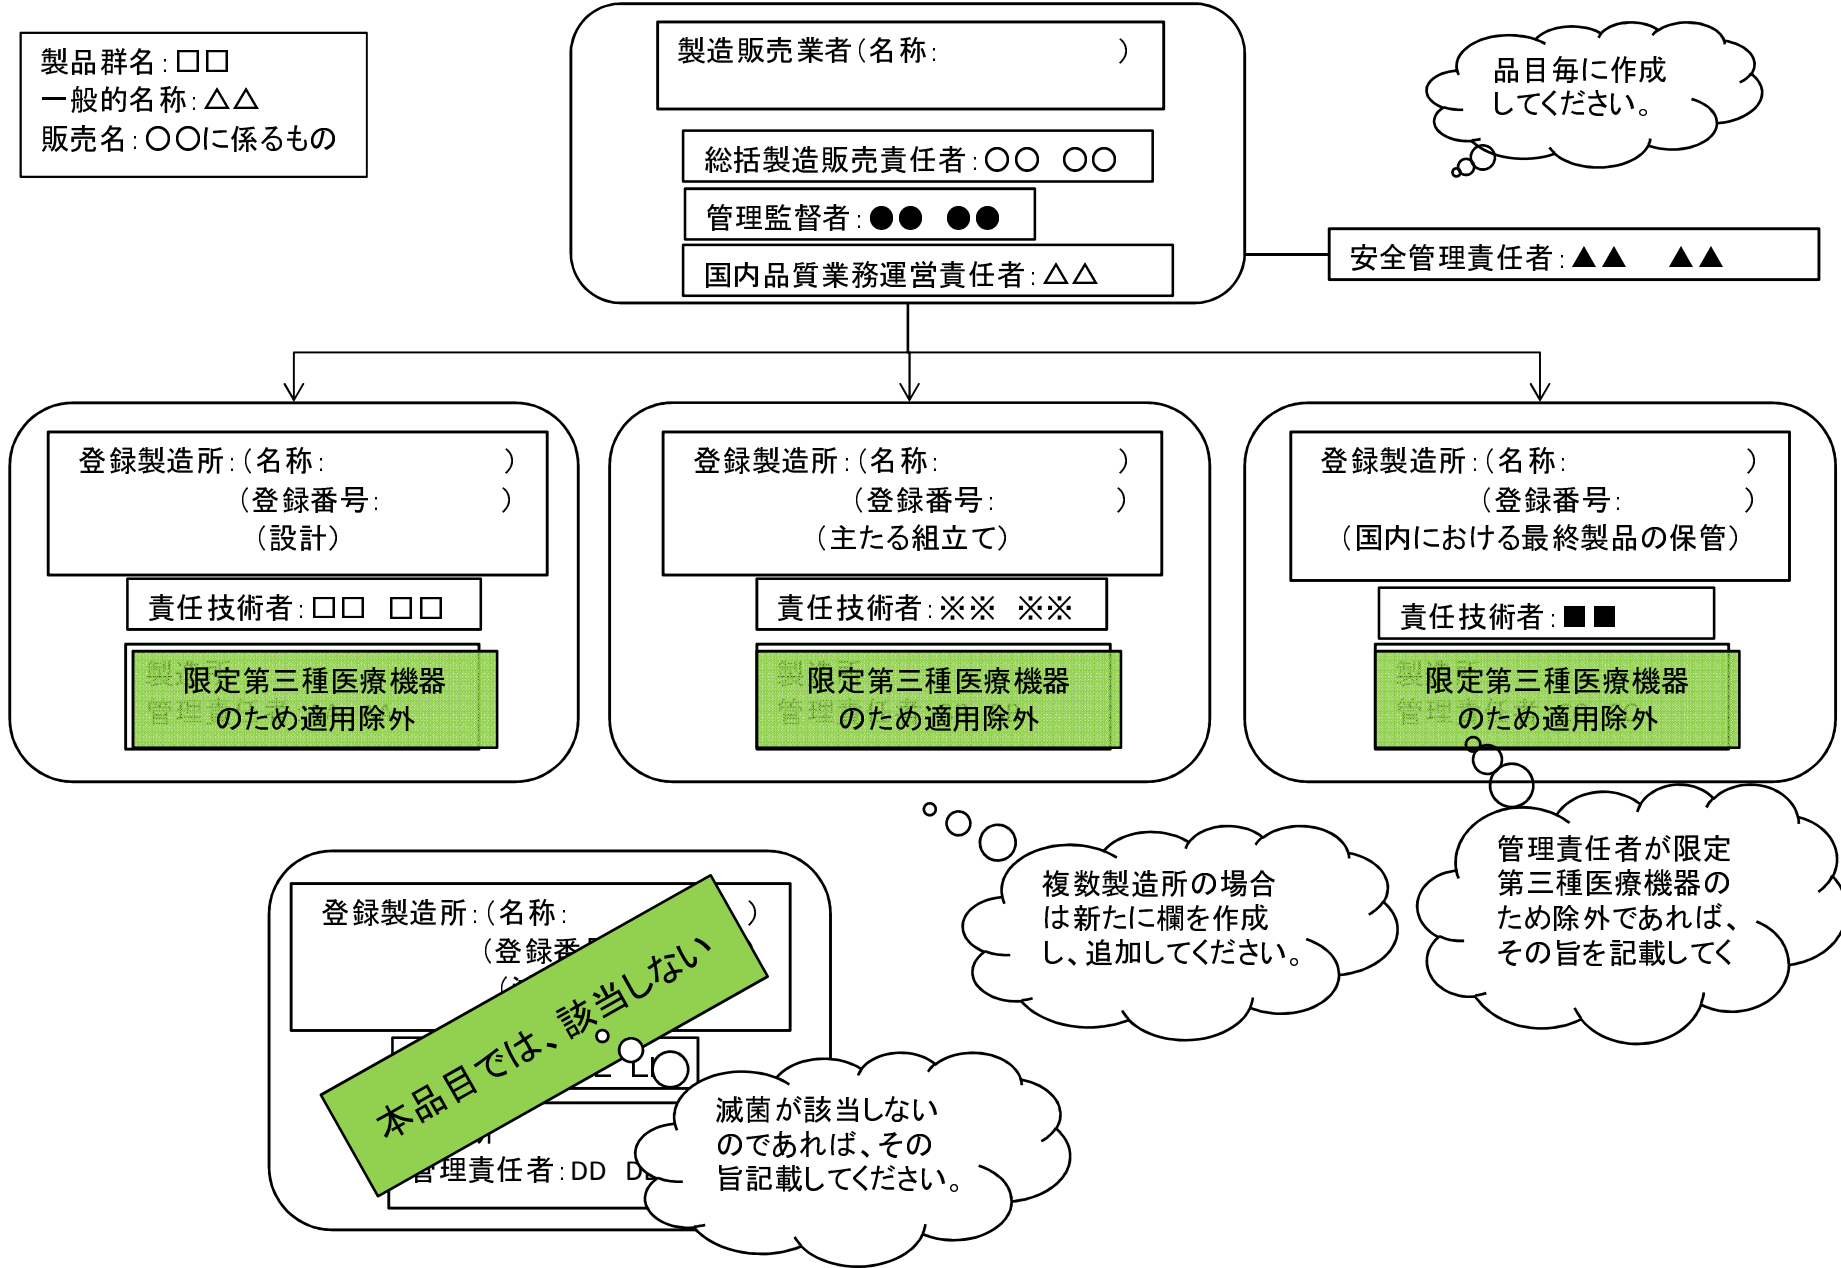 製品群名：□□
一般的名称：△△
販売名：〇〇に係るもの
製造販売業者（名称：　　　　　　）
総括製造販売責任者：〇〇　〇〇
管理監督者：●●　●●
国内品質業務運営責任者：△△
品目毎に作成
してください。
安全管理責任者：▲▲　▲▲
登録製造所：（名称：　　　　　　）
（登録番号：　　　　）
（設計）
責任技術者：□□　□□
限定第三種医療機器
のため適用除外
登録製造所：（名称：　　　　　　）
（登録番号：　　　　）
（主たる組立て）
責任技術者：※※　※※
限定第三種医療機器
のため適用除外
登録製造所：（名称：　　　　　　）
（登録番号：　　　　）
（国内における最終製品の保管）
責任技術者：■■
限定第三種医療機器
のため適用除外
登録製造所：（名称：　　　　　　）
（登録番
本品目では、該当しない
管理責任者：DD
滅菌が該当しない
のであれば、その
旨記載してください。
複数製造所の場合
は新たに欄を作成
し、追加してください。
管理責任者が限定
第三種医療機器の
ため除外であれば、
その旨を記載してく